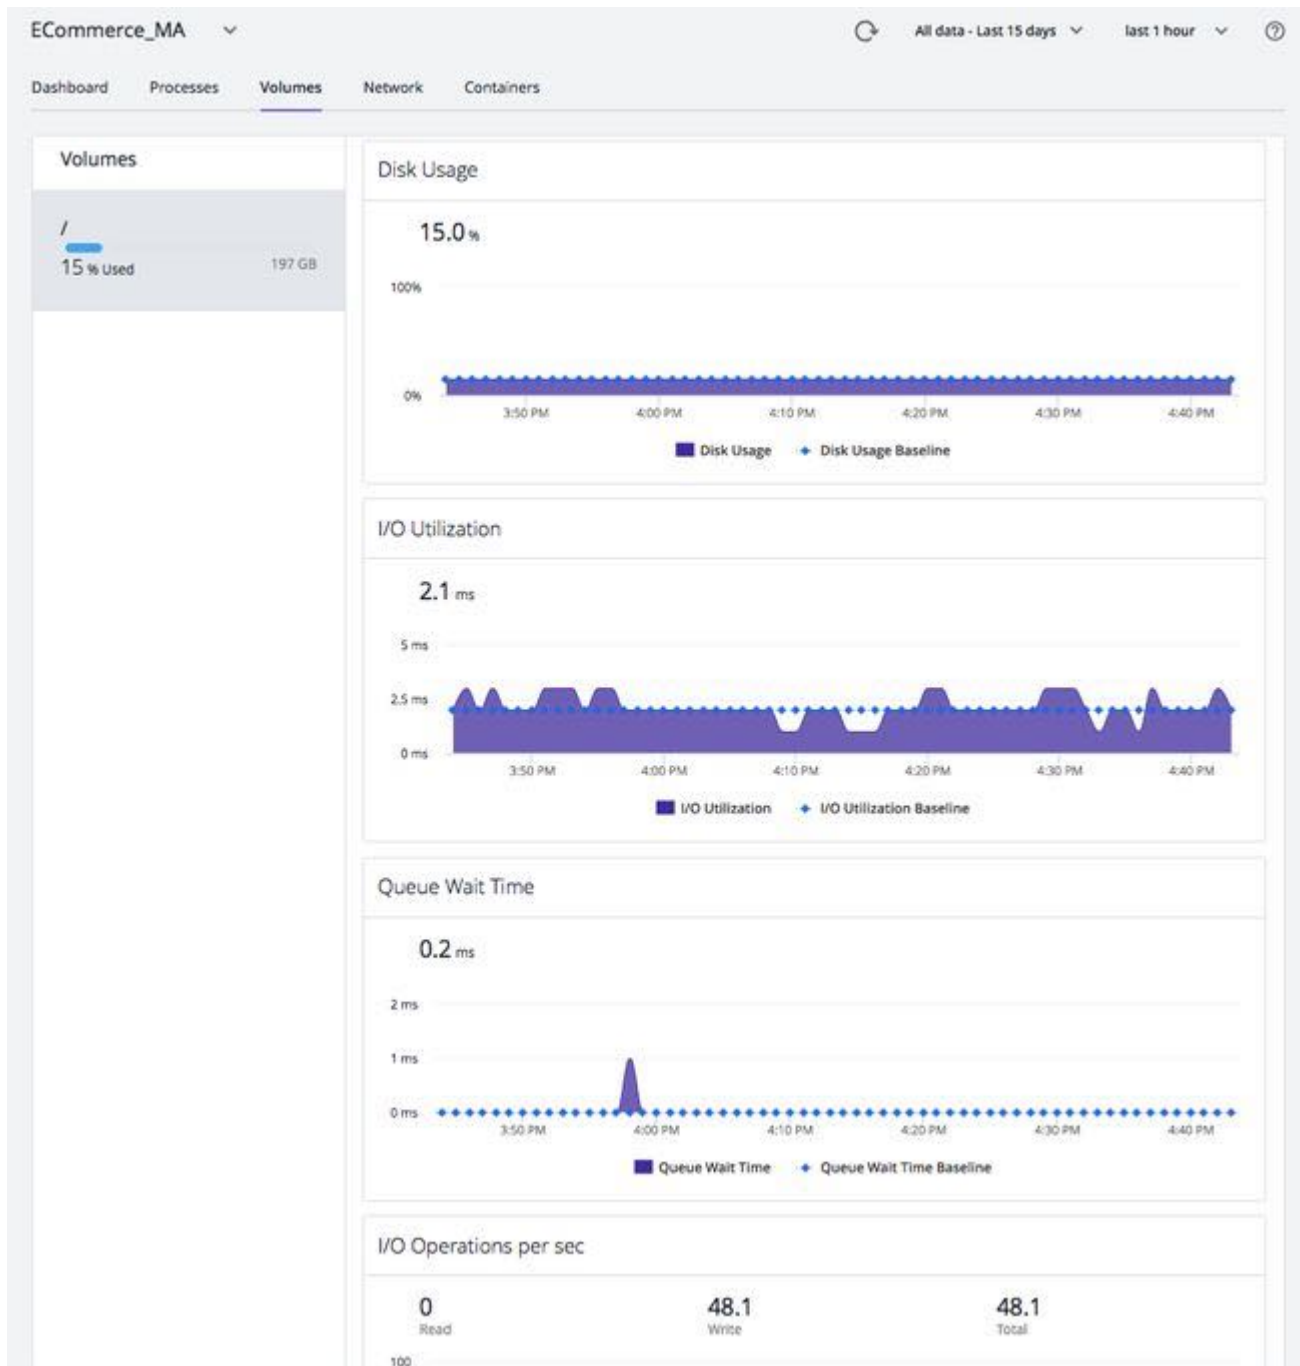 ECommerce_MA
All data - Last 15 days
last 1 hour
Dashboard Processes Volumes Network Containers
Volumes
/
15 % Used 197 GB
Disk Usage
15.0 %
100%
0%
3:50 PM 4:00 PM 4:10 PM 4:20 PM 4:30 PM 4:40 PM
Disk Usage Disk Usage Baseline
I/O Utilization
2.1 ms
5 ms
2.5 ms
0 ms
3:50 PM 4:00 PM 4:10 PM 4:20 PM 4:30 PM 4:40 PM
I/O Utilization I/O Utilization Baseline
Queue Wait Time
0.2 ms
2 ms
1 ms
0 ms
3:50 PM 4:00 PM 4:10 PM 4:20 PM 4:30 PM 4:40 PM
Queue Wait Time Queue Wait Time Baseline
I/O Operations per sec
0 48.1 48.1
Read Write Total
100